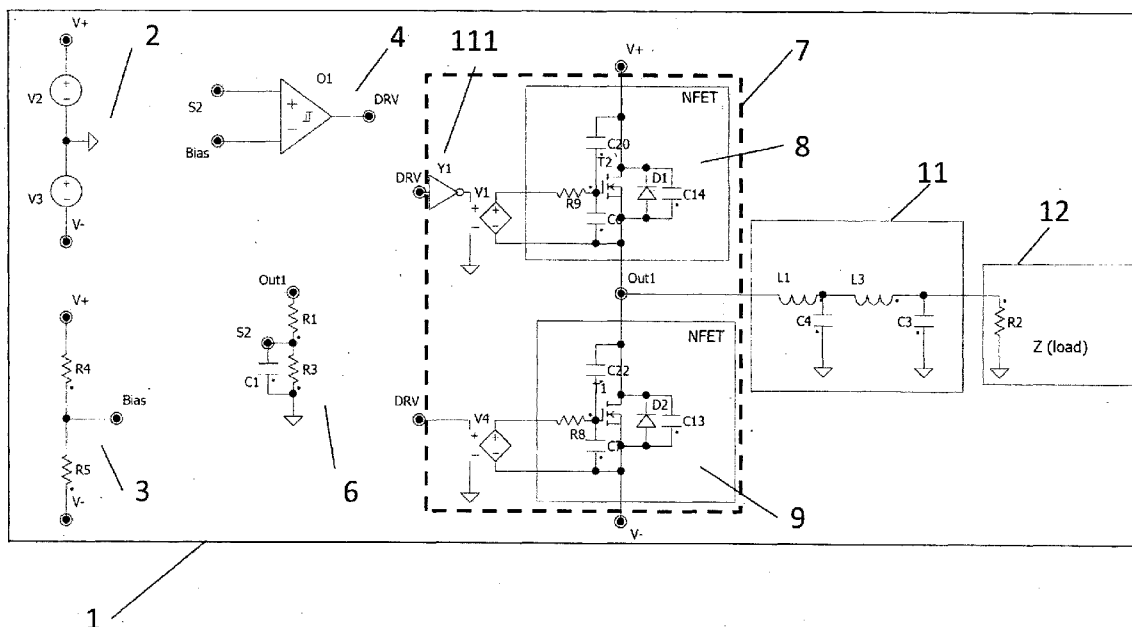 V+
2
V2
V3
V-
4
O1
S2
DRV
Bias
111
7
V+
NFET
C20
T2
8
DRV
Y1
V1
R9
D1
C14
C6
11
12
Out1
L1
L3
C4
C3
R2
Z (load)
V+
R4
Bias
R5
V-
3
Out1
R1
S2
R3
C1
6
NFET
C22
T1
DRV
V4
R8
D2
C13
C7
9
V-
1